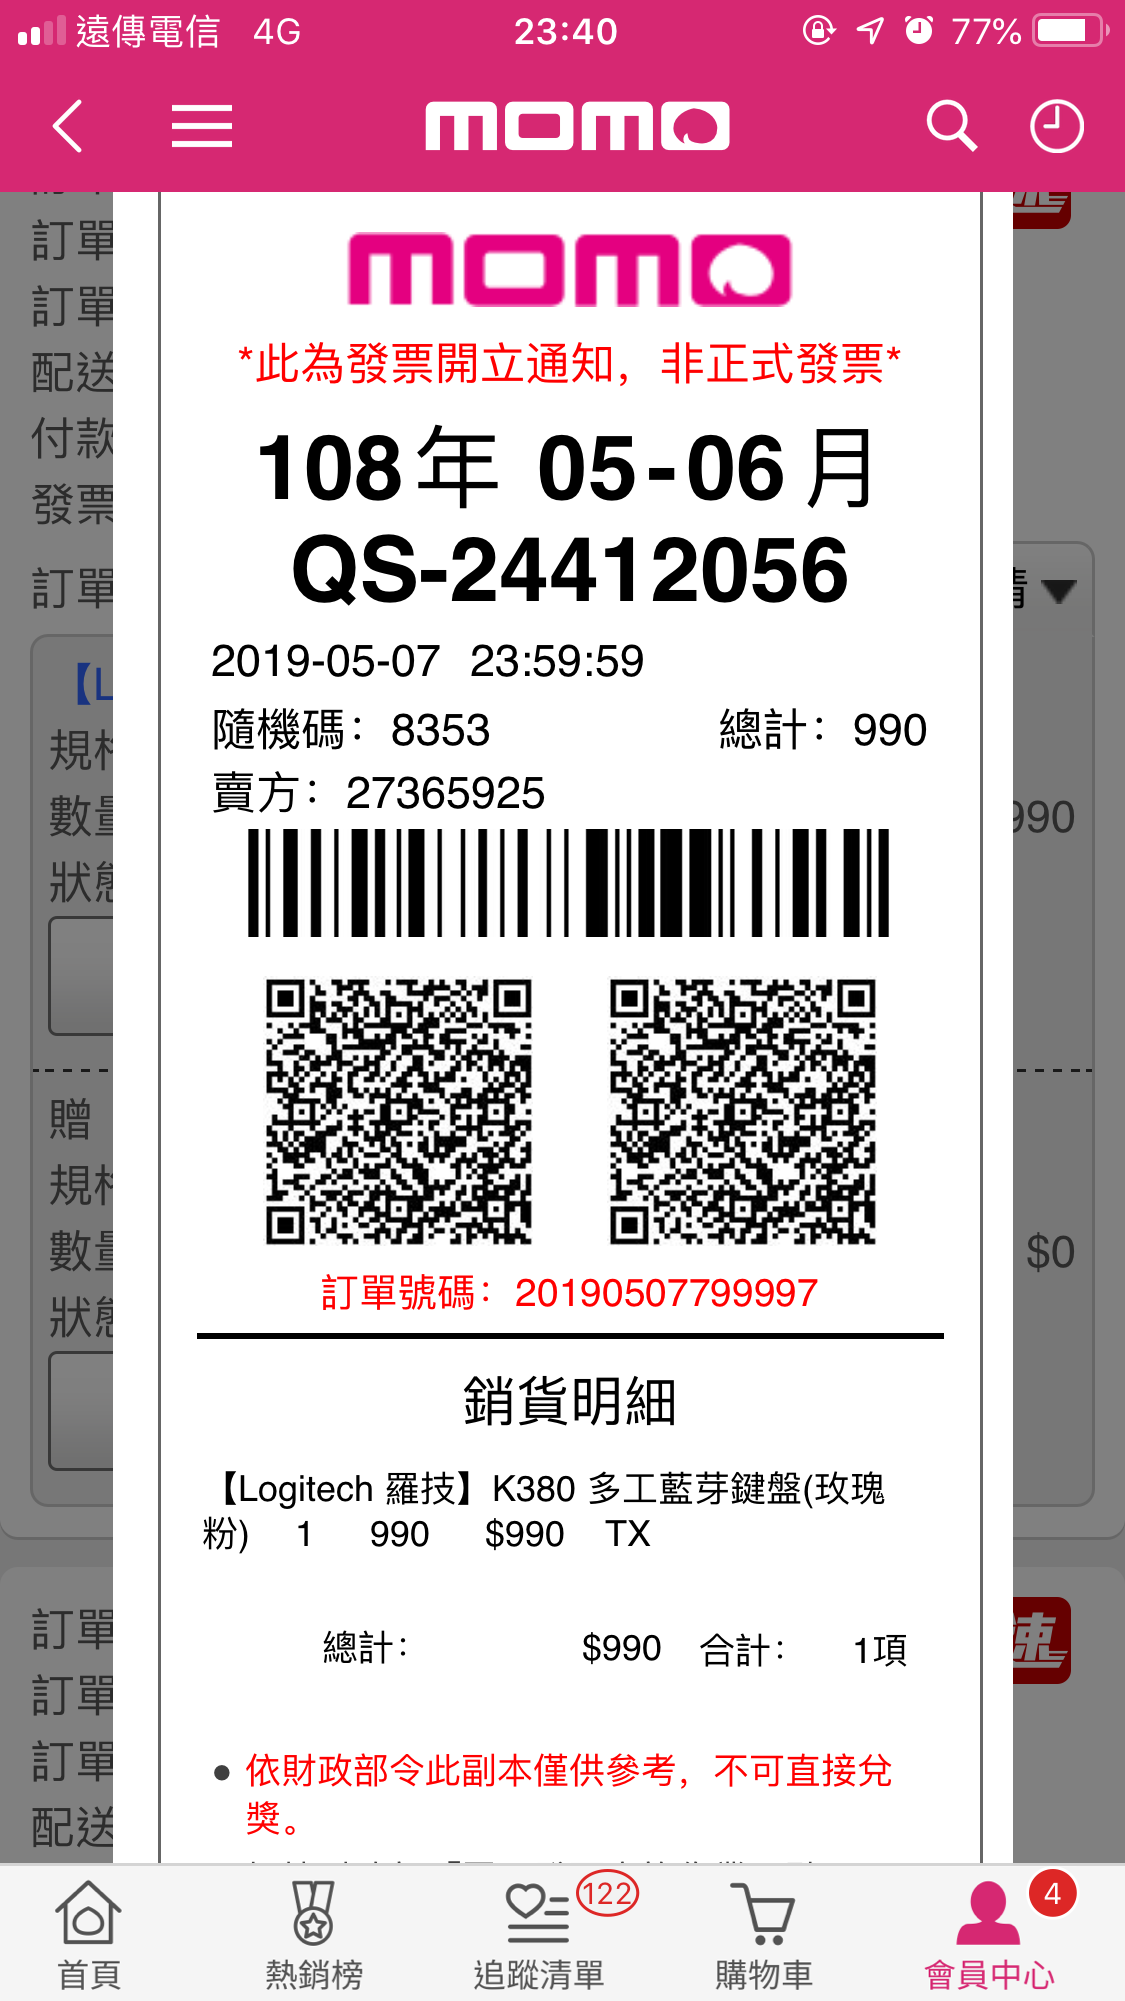 遠傳電信 4G 23:40 77%
momo
momo
*此為發票開立通知，非正式發票*
108年 05-06月
QS-24412056
2019-05-07 23:59:59
隨機碼：8353 總計：990
賣方：27365925
訂單號碼：20190507799997
銷貨明細
【Logitech 羅技】K380 多工藍芽鍵盤(玫瑰
粉) 1 990 $990 TX
總計： $990 合計： 1項
依財政部令此副本僅供參考，不可直接兌
獎。
訂單
訂單
配送
付款
發票
訂單
【L
規格
數量
990
狀態
贈
規格
數量
$0
狀態
訂單
速
訂單
訂單
配送
122
4
首頁 熱銷榜 追蹤清單 購物車 會員中心